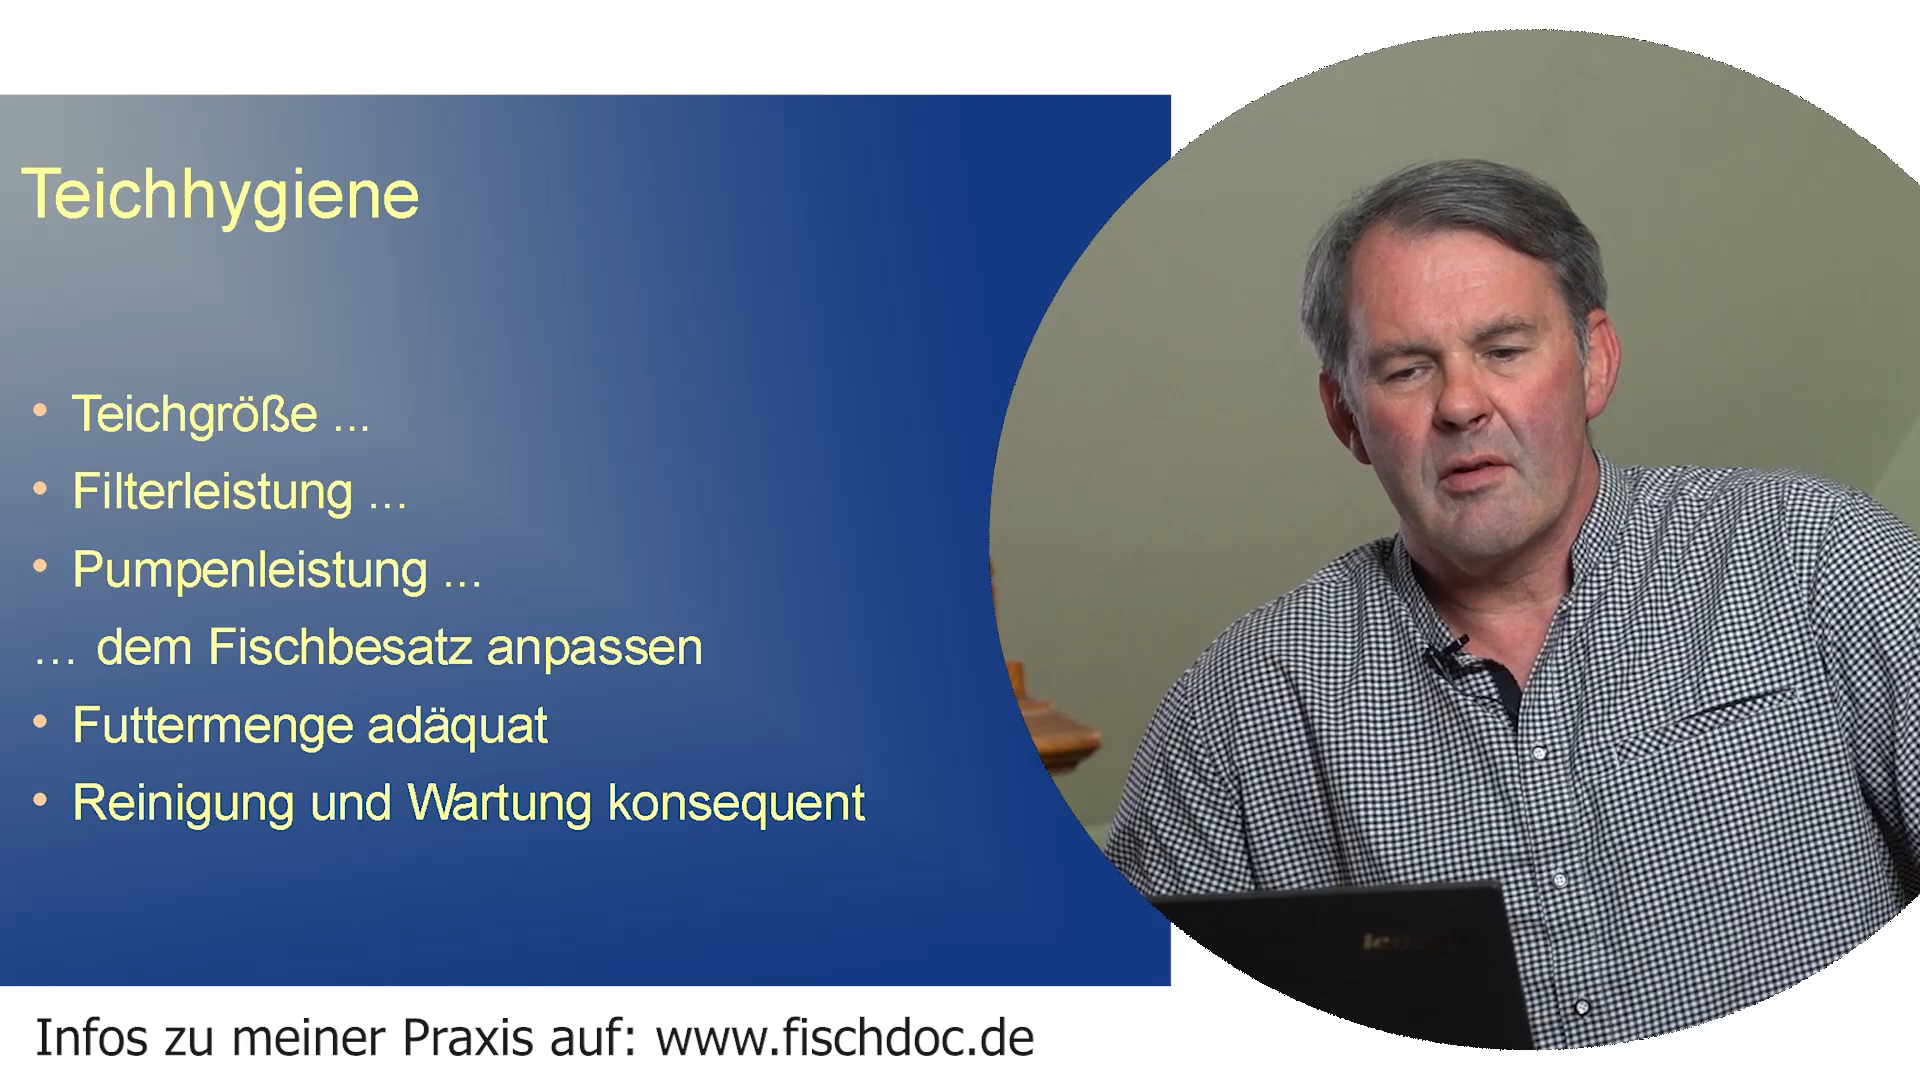 Teichhygiene
• Teichgröße ...
• Filterleistung ...
• Pumpenleistung ...
... dem Fischbesatz anpassen
• Futtermenge adäquat
• Reinigung und Wartung konsequent
Infos zu meiner Praxis auf: www.fischdoc.de